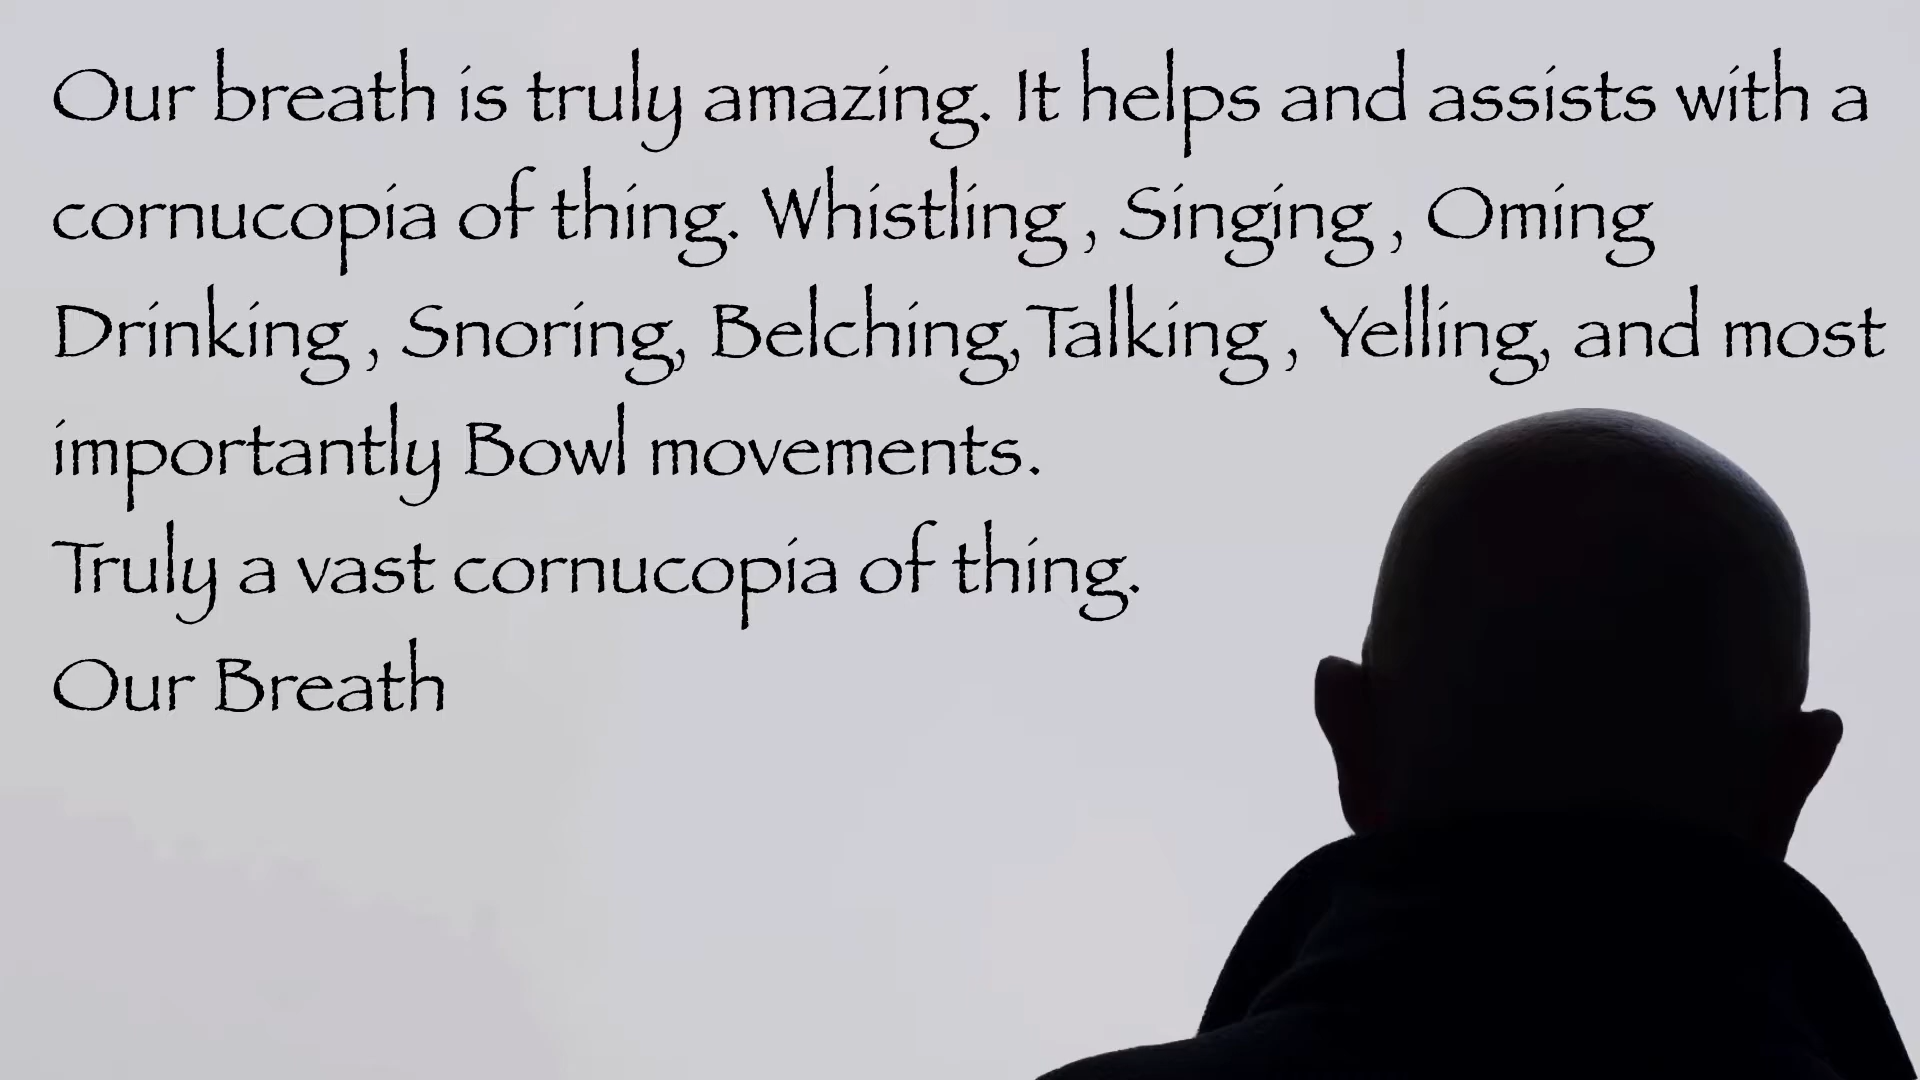 Our breath is truly amazing. It helps and assists with a
cornucopia of thing. Whistling , Singing , Oming
Drinking , Snoring, Belching,Talking , Yelling, and most
importantly Bowl movements.
Truly a vast cornucopia of thing.
Our Breath